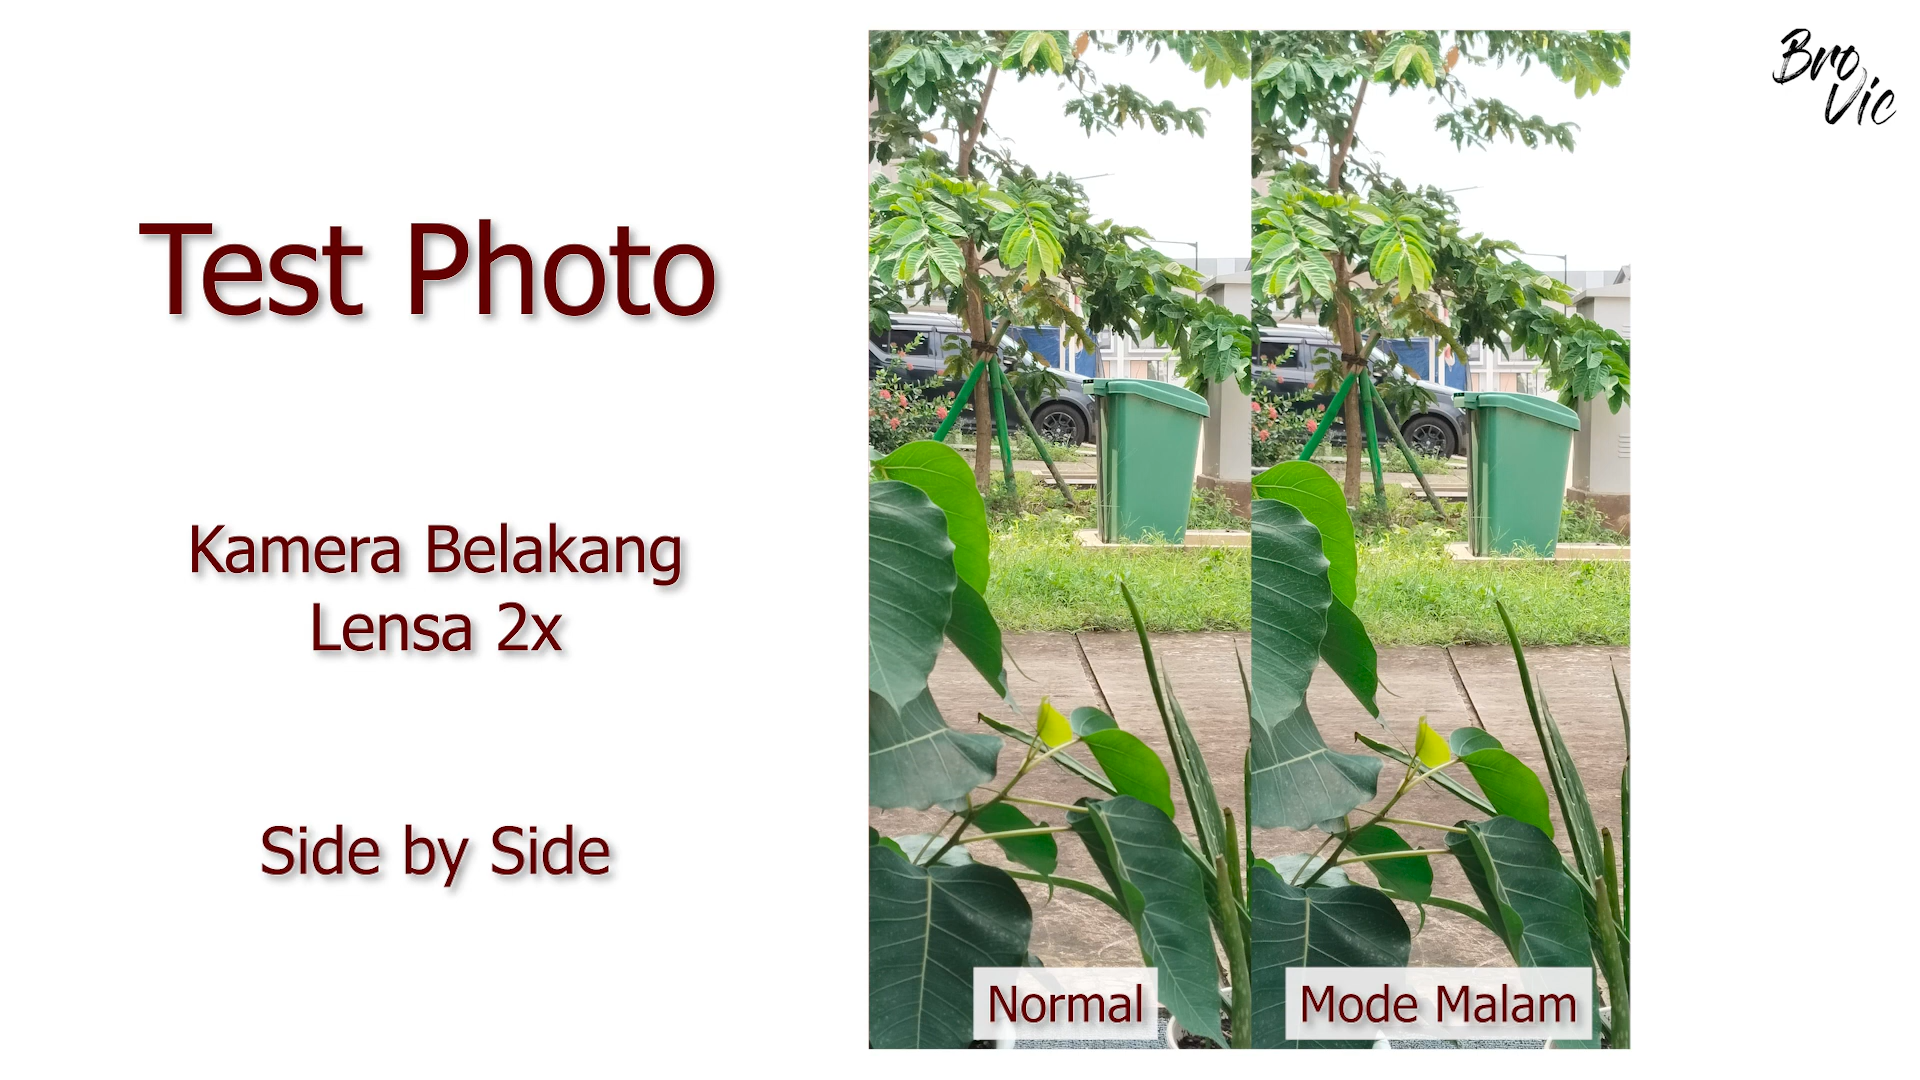 Bro
Vic
Test Photo
Kamera Belakang
Lensa 2x
Side by Side
Normal
Mode Malam